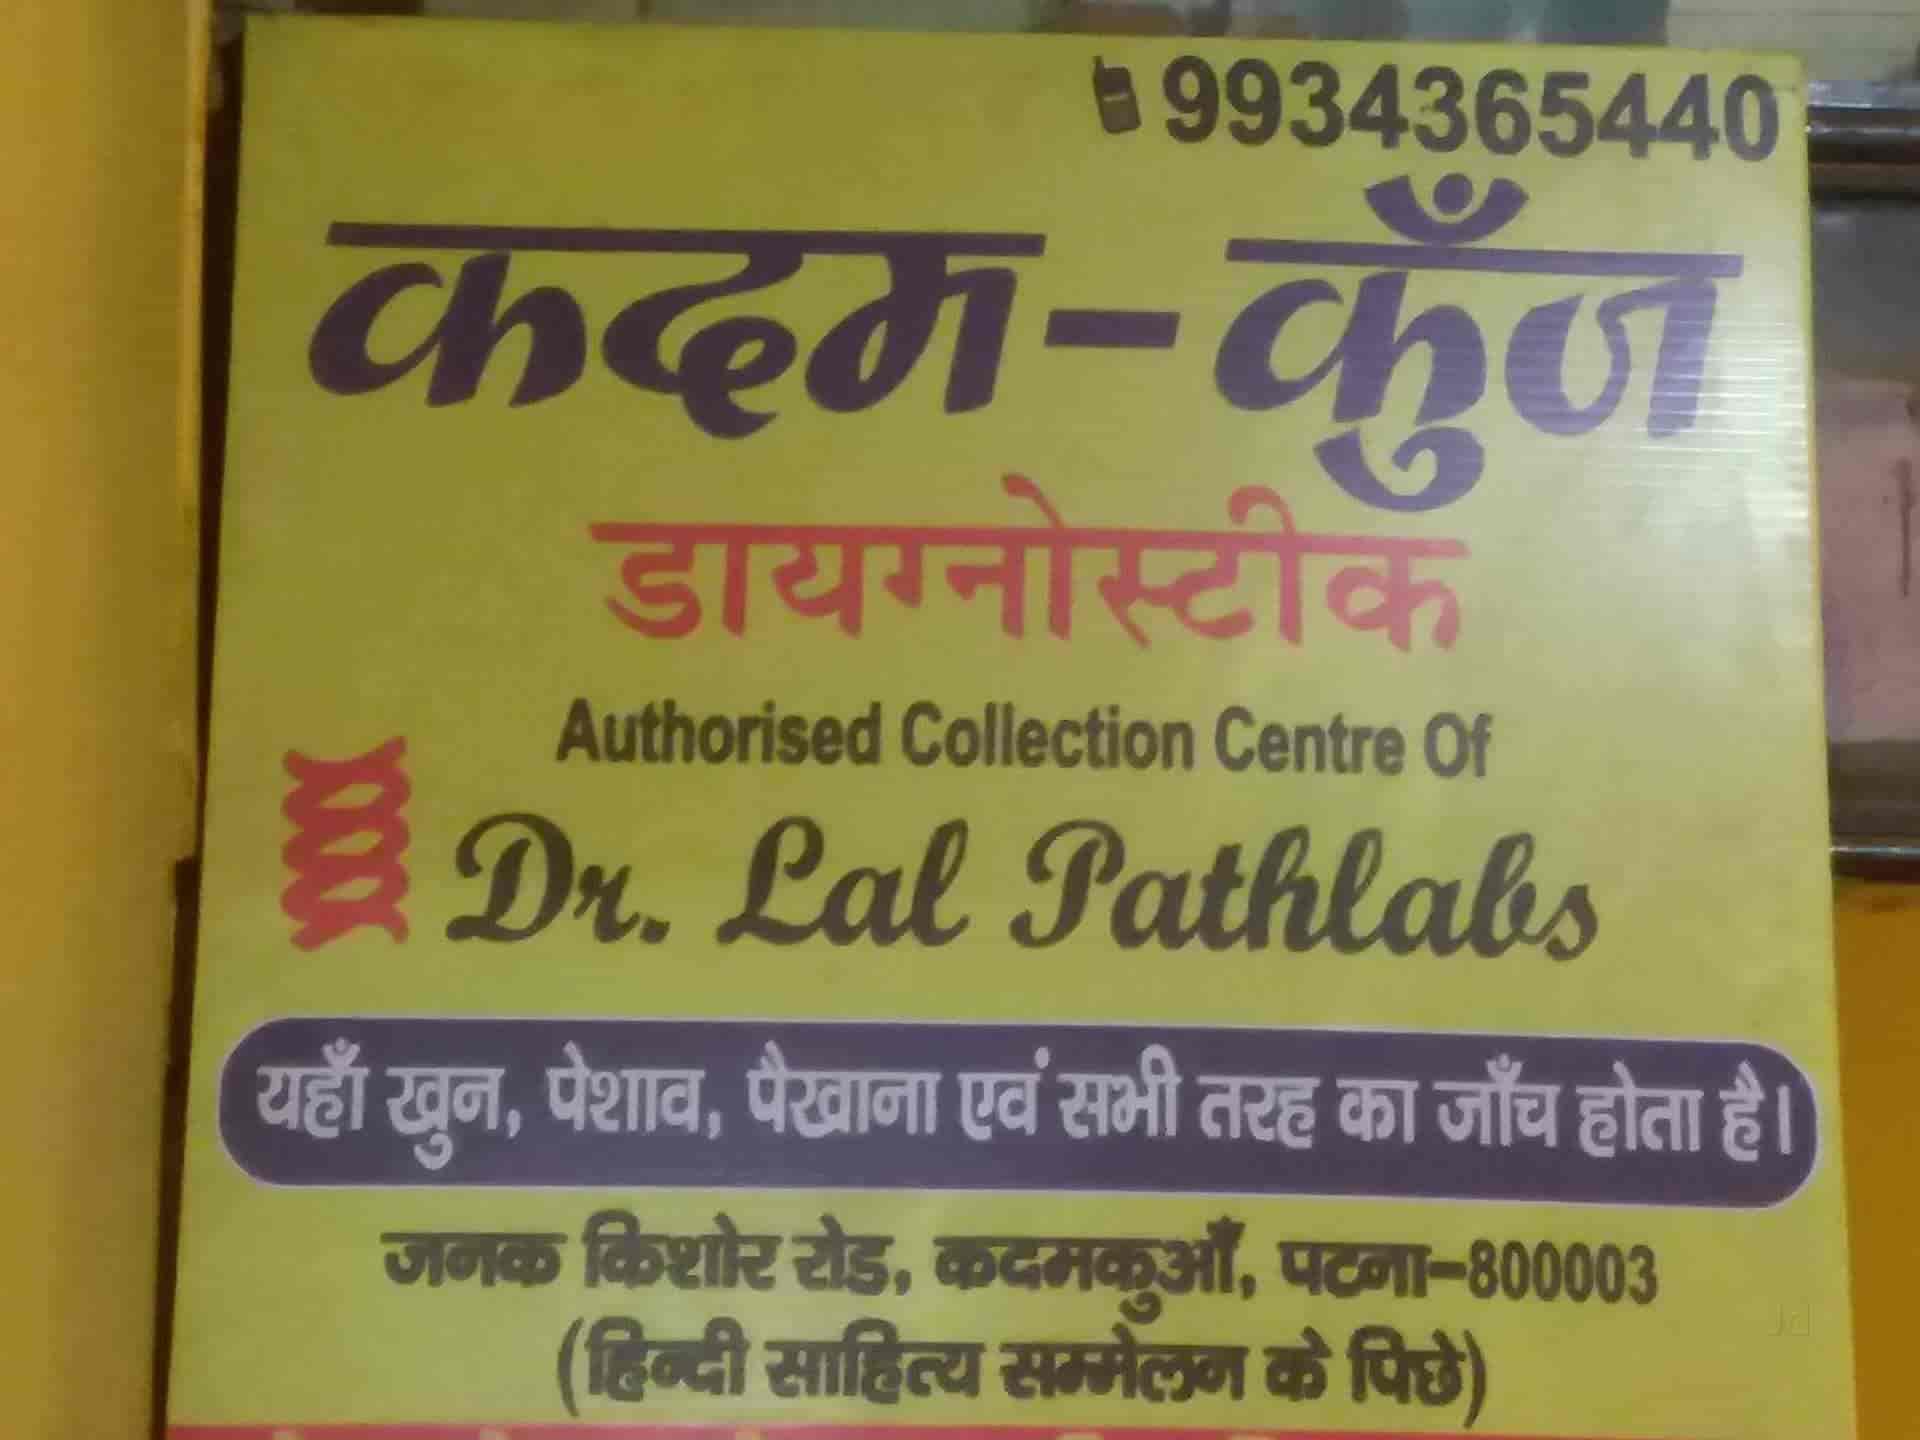 9934365440
कदम-कुँज
डायग्नोस्टीक
Authorised Collection Centre Of
Dr. Lal Pathlabs
यहाँ खुन, पेशाव, पैखाना एवं सभी तरह का जाँच होता है।
जनक किशोर रोड, कदमकुआँ, पटना-800003
(हिन्दी साहित्य सम्मेलन के पिछे)
Jd